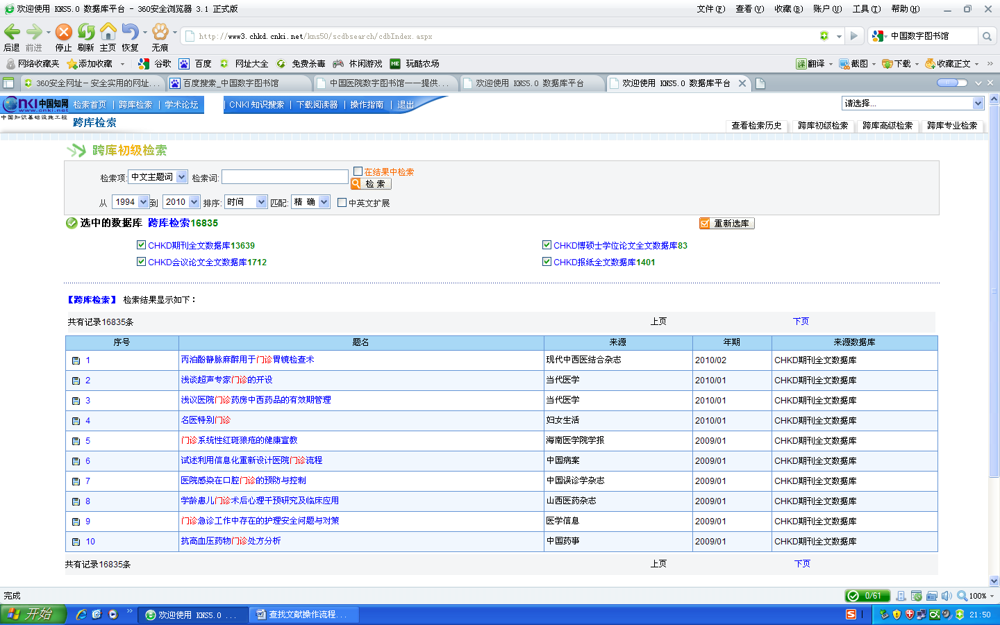 欢迎使用 KNS5.0 数据库平台 - 360安全浏览器 3.1 正式版
文件(F) 查看(V) 收藏(B) 账户(U) 工具(T) 帮助(H)
后退 前进 停止 刷新 主页 恢复 无痕
http://www3.chkd.cnki.net/kns50/scdbsearch/cdbIndex.aspx
中国数字图书馆
网络收藏夹 添加收藏 谷歌 百度 网址大全 免费杀毒 休闲游戏 玩酷农场 翻译 截图 下载 收藏正文
360安全网址－安全实用的网址... 百度搜索_中国数字图书馆 中国医院数字图书馆——提供... 欢迎使用 KNS5.0 数据库平台 欢迎使用 KNS5.0 数据库平台
CNKI 中国知网
www.cnki.net
中国知识基础设施工程
检索首页 | 跨库检索 | 学术论坛
| CNKI 知识搜索 | 下载阅读器 | 操作指南 | 退出
请选择...
跨库检索
查看检索历史 跨库初级检索 跨库高级检索 跨库专业检索
跨库初级检索
检索项: 中文主题词 检索词: 在结果中检索
检 索
从 1994 到 2010 排序: 时间 匹配: 精 确 中英文扩展
选中的数据库 跨库检索16835 重新选库
CHKD期刊全文数据库13639 CHKD博硕士学位论文全文数据库83
CHKD会议论文全文数据库1712 CHKD报纸全文数据库1401
【跨库检索】 检索结果显示如下：
共有记录16835条 上页 下页
序号 题名 来源 年期 来源数据库
1 丙泊酚静脉麻醉用于门诊胃镜检查术 现代中西医结合杂志 2010/02 CHKD期刊全文数据库
2 浅谈超声专家门诊的开设 当代医学 2010/01 CHKD期刊全文数据库
3 浅议医院门诊药房中西药品的有效期管理 当代医学 2010/01 CHKD期刊全文数据库
4 名医特别门诊 妇女生活 2010/01 CHKD期刊全文数据库
5 门诊系统性红斑狼疮的健康宣教 海南医学院学报 2009/01 CHKD期刊全文数据库
6 试述利用信息化重新设计医院门诊流程 中国病案 2009/01 CHKD期刊全文数据库
7 医院感染在口腔门诊的预防与控制 中国误诊学杂志 2009/01 CHKD期刊全文数据库
8 学龄患儿门诊术后心理干预研究及临床应用 山西医药杂志 2009/01 CHKD期刊全文数据库
9 门诊急诊工作中存在的护理安全问题与对策 医学信息 2009/01 CHKD期刊全文数据库
10 抗高血压药物门诊处方分析 中国药事 2009/01 CHKD期刊全文数据库
共有记录16835条 上页 下页
完成
0/61
100%
开始
欢迎使用 KNS5.0 ...
查找文献操作流程...
21:50